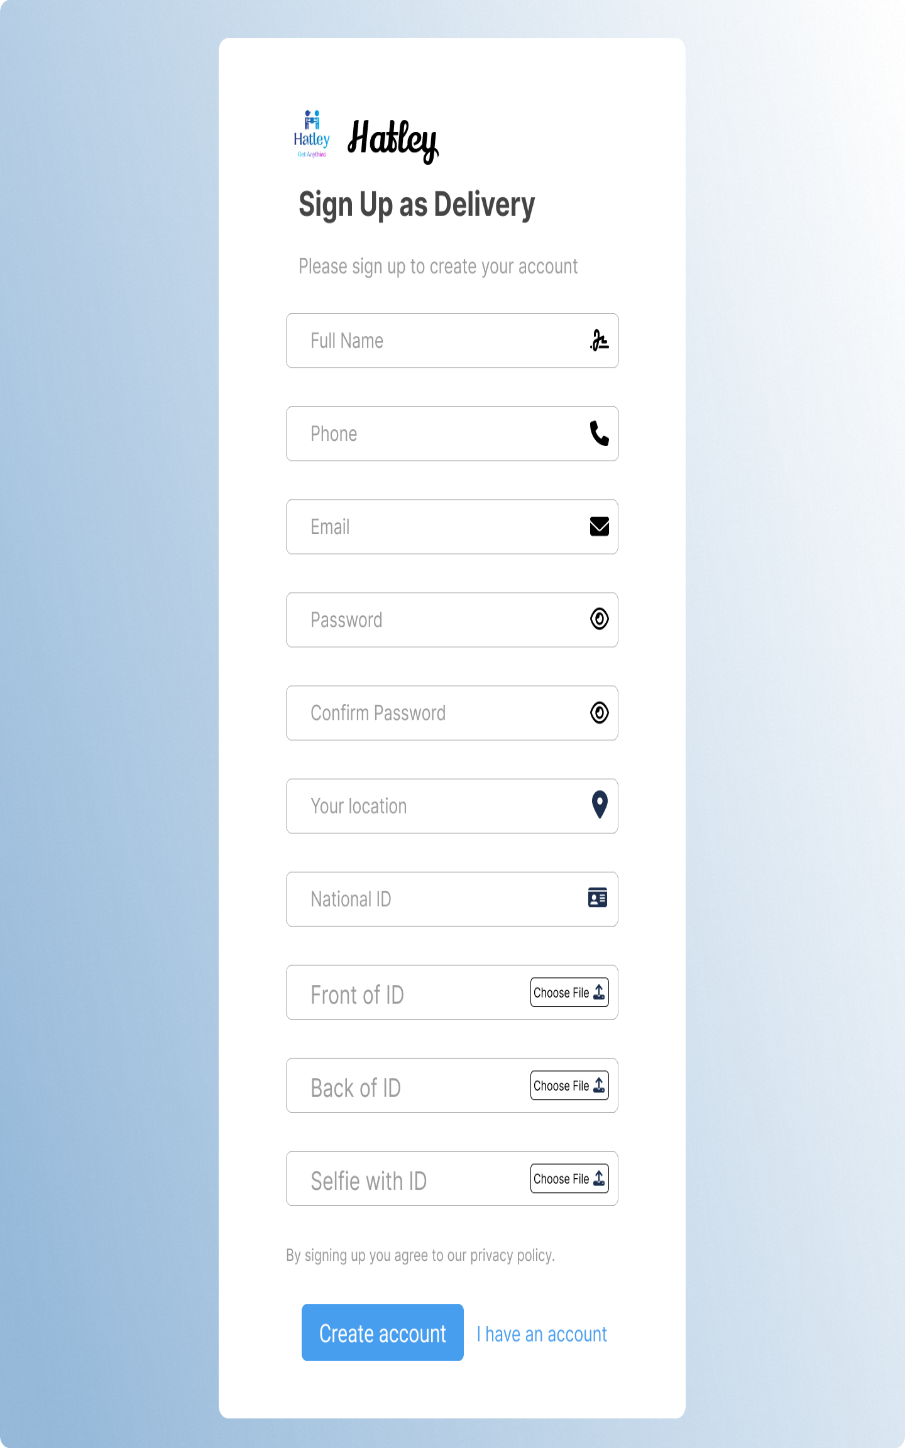 Hatley
Get Anything
Hatley
Sign Up as Delivery
Please sign up to create your account
Full Name
Phone
Email
Password
Confirm Password
Your location
National ID
Front of ID
Choose File
Back of ID
Choose File
Selfie with ID
Choose File
By signing up you agree to our privacy policy.
Create account
I have an account